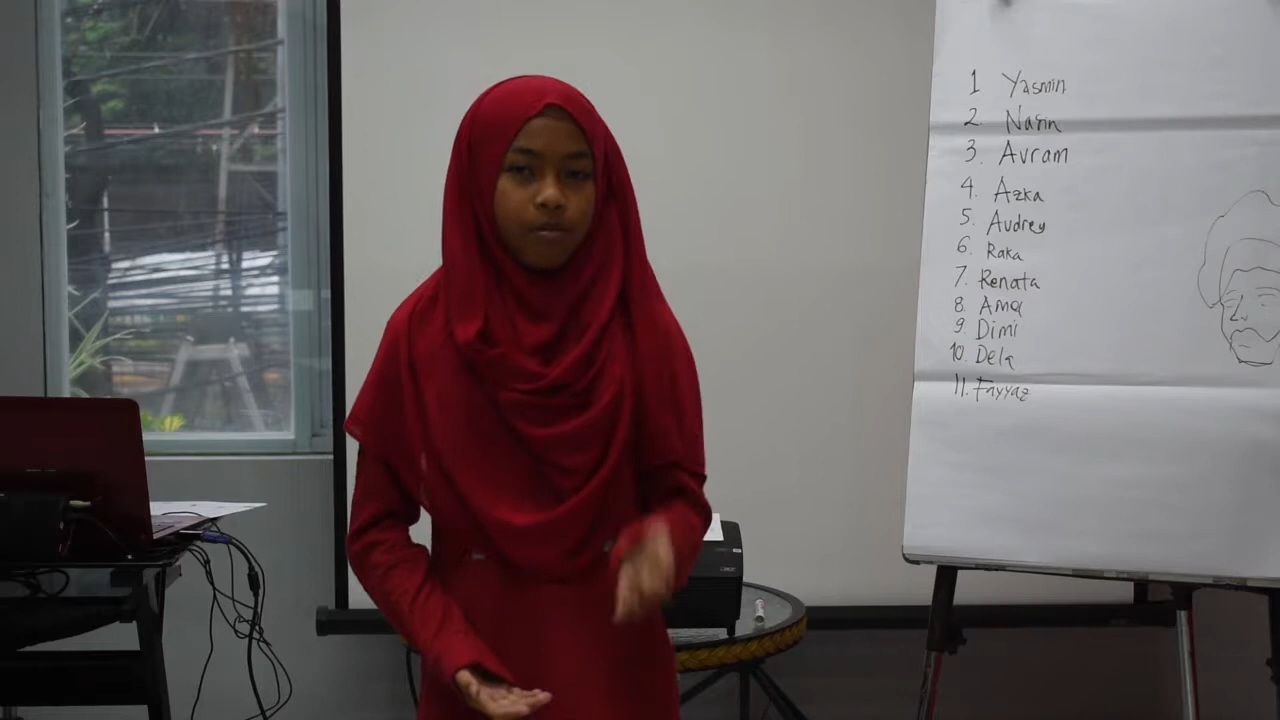 1 Yasmin
2. Nasin
3. Avram
4. Azka
5. Audrey
6. Raka
7. Renata
8. Ama
9. Dimi
10. Dela
11. Fayyaz